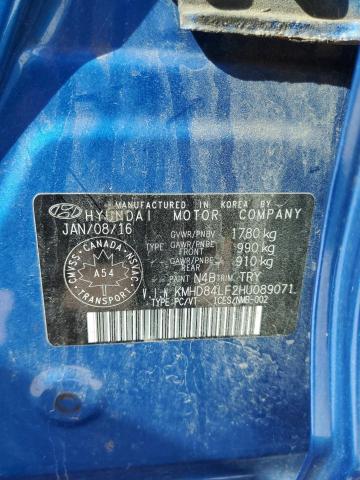 MANUFACTURED IN KOREA BY
HYUNDAI MOTOR COMPANY
JAN/08/16
GVWR/PNBV 1780 kg
TYPE GAWR/PNBE FRONT 990 kg
GAWR/PNBE REAR 910 kg
PAINT N4B TRIM TRY
V.I.N KMHD84LF2HU089071
TYPE:PC/VT ICES/NMB-002
CMVSS-CANADA-NSVAC
A54
TRANSPORT